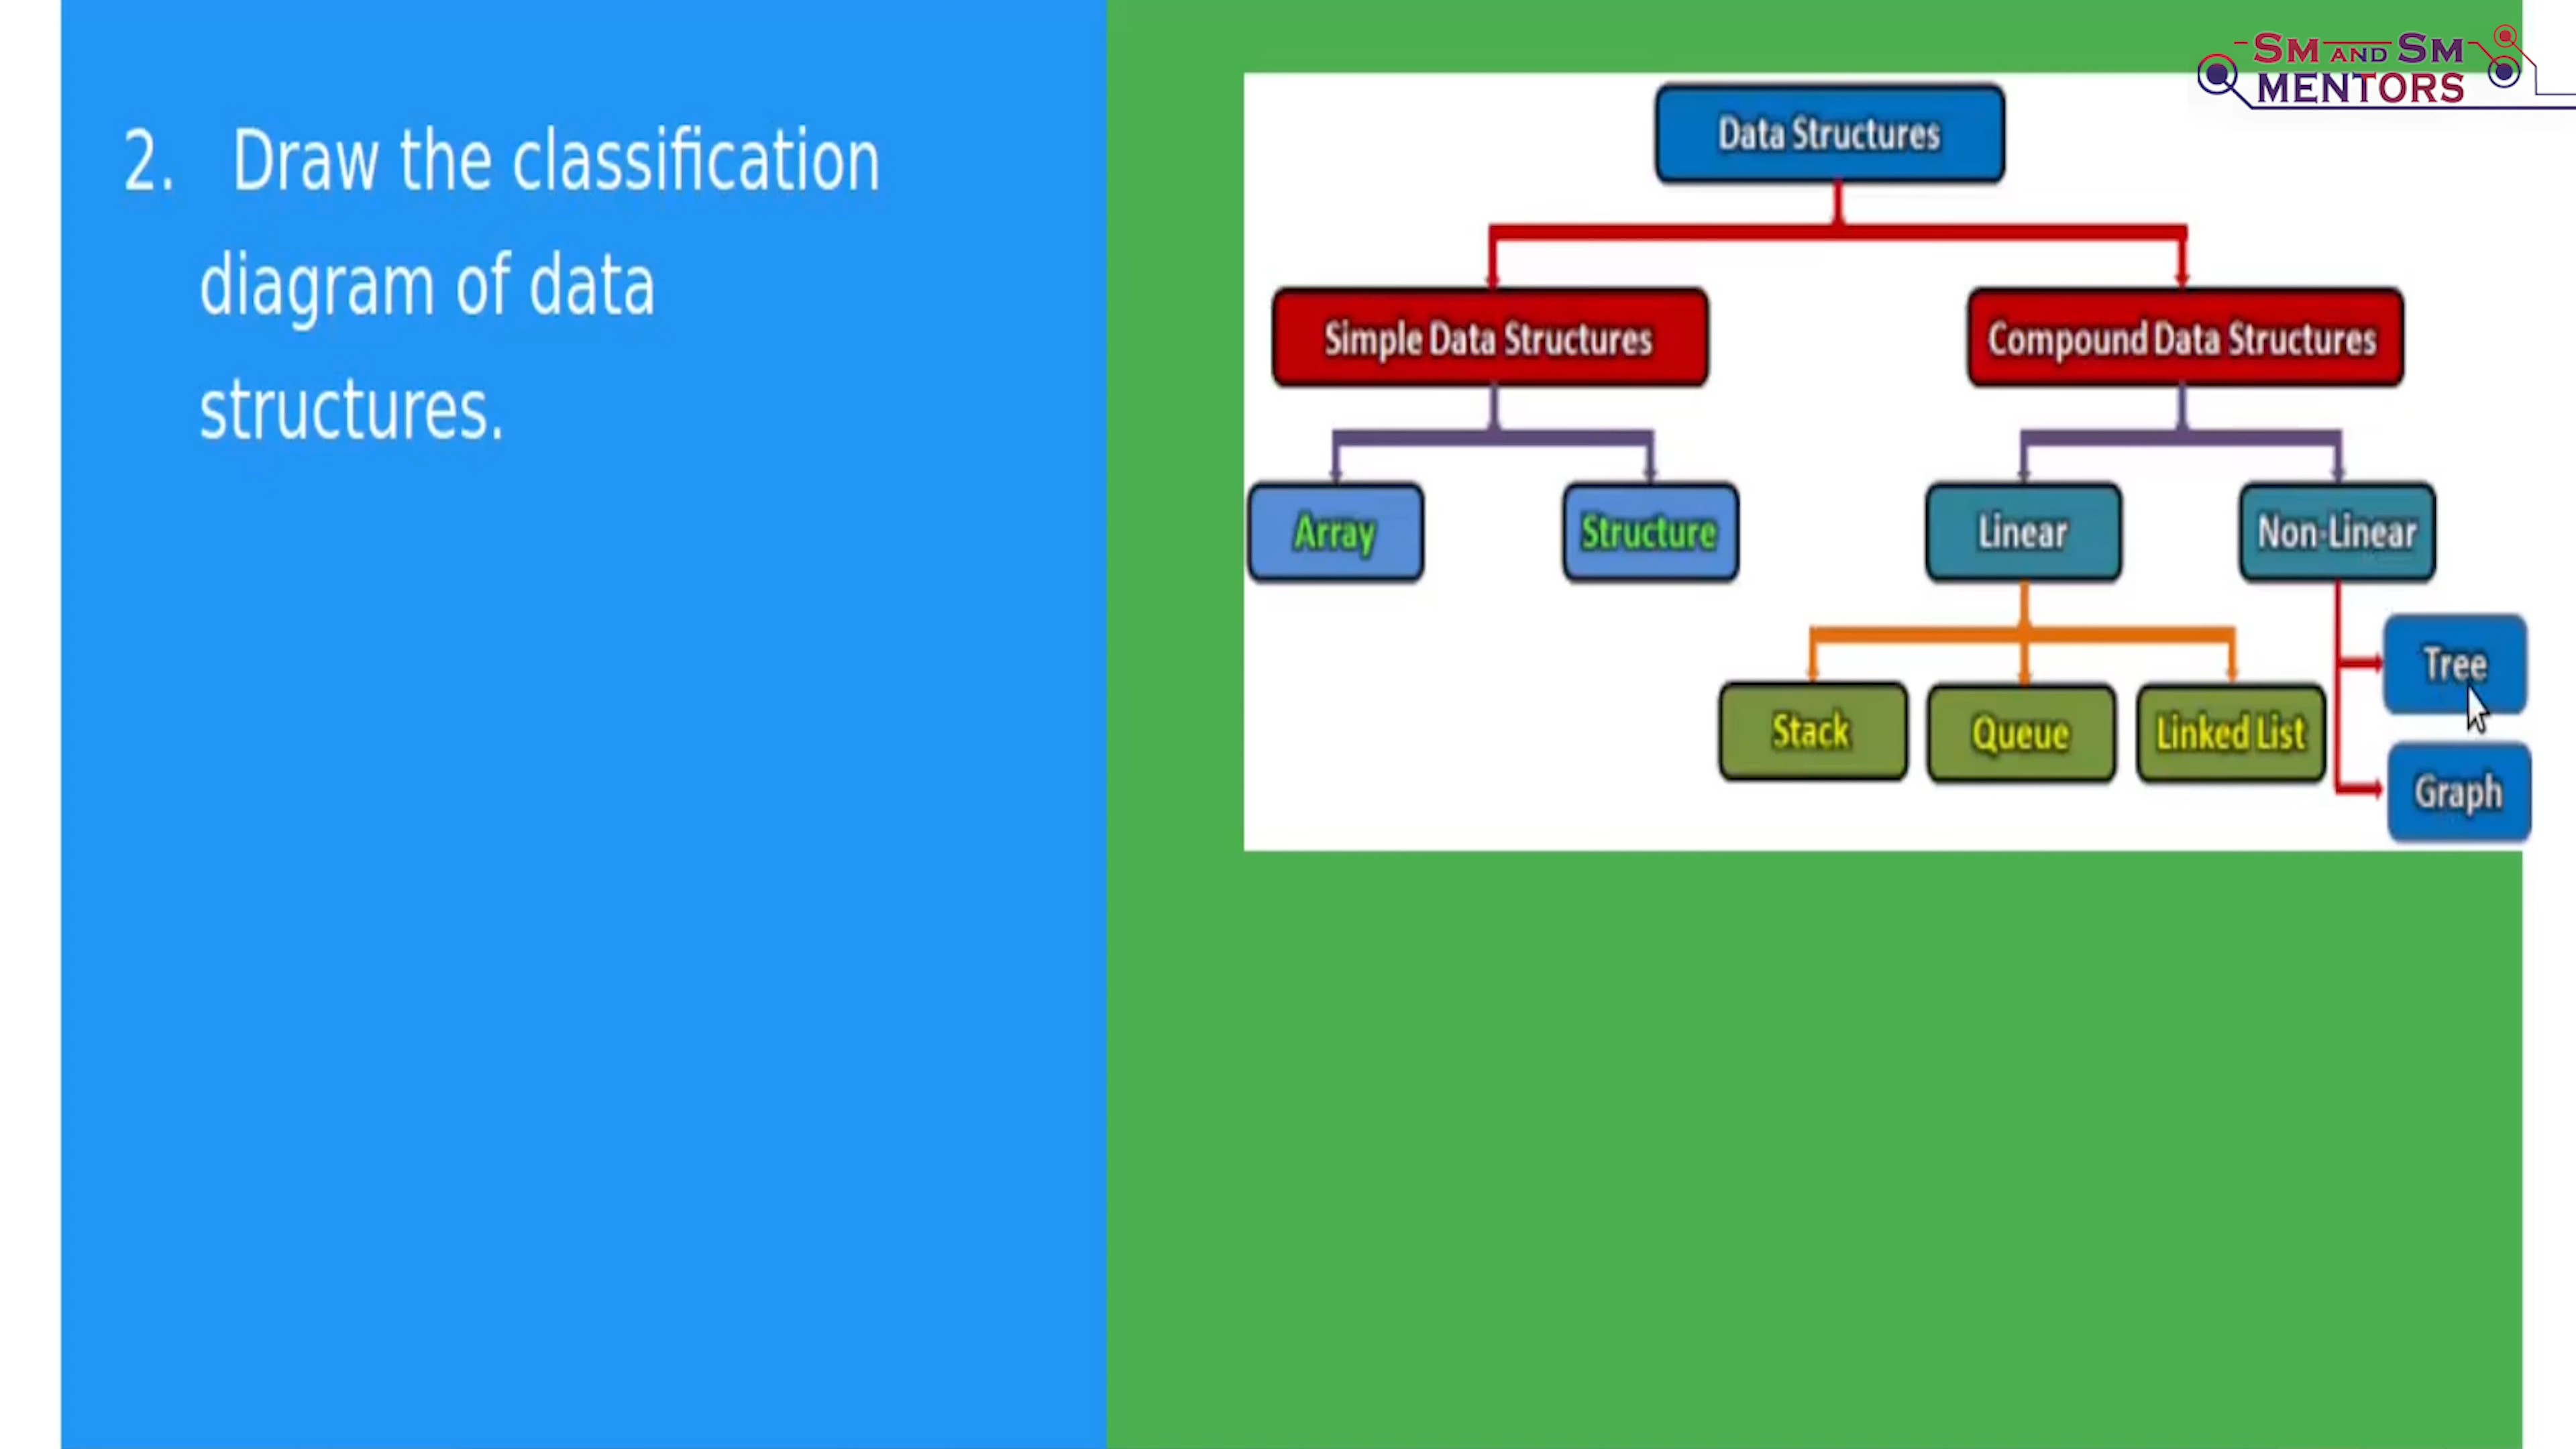 2. Draw the classification
diagram of data
structures.
SM AND SM
MENTORS
Data Structures
Simple Data Structures
Compound Data Structures
Array
Structure
Linear
Non-Linear
Tree
Stack
Queue
Linked List
Graph